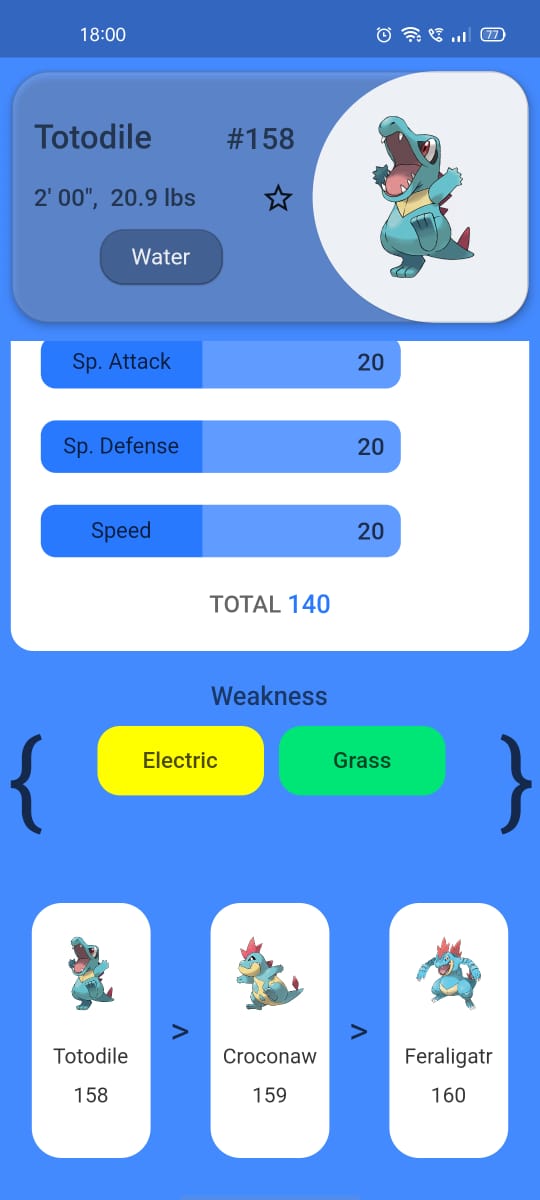 18:00
77
Totodile #158
2' 00", 20.9 lbs
Water
Sp. Attack 20
Sp. Defense 20
Speed 20
TOTAL 140
Weakness
{ Electric Grass }
Totodile > Croconaw > Feraligatr
158 159 160